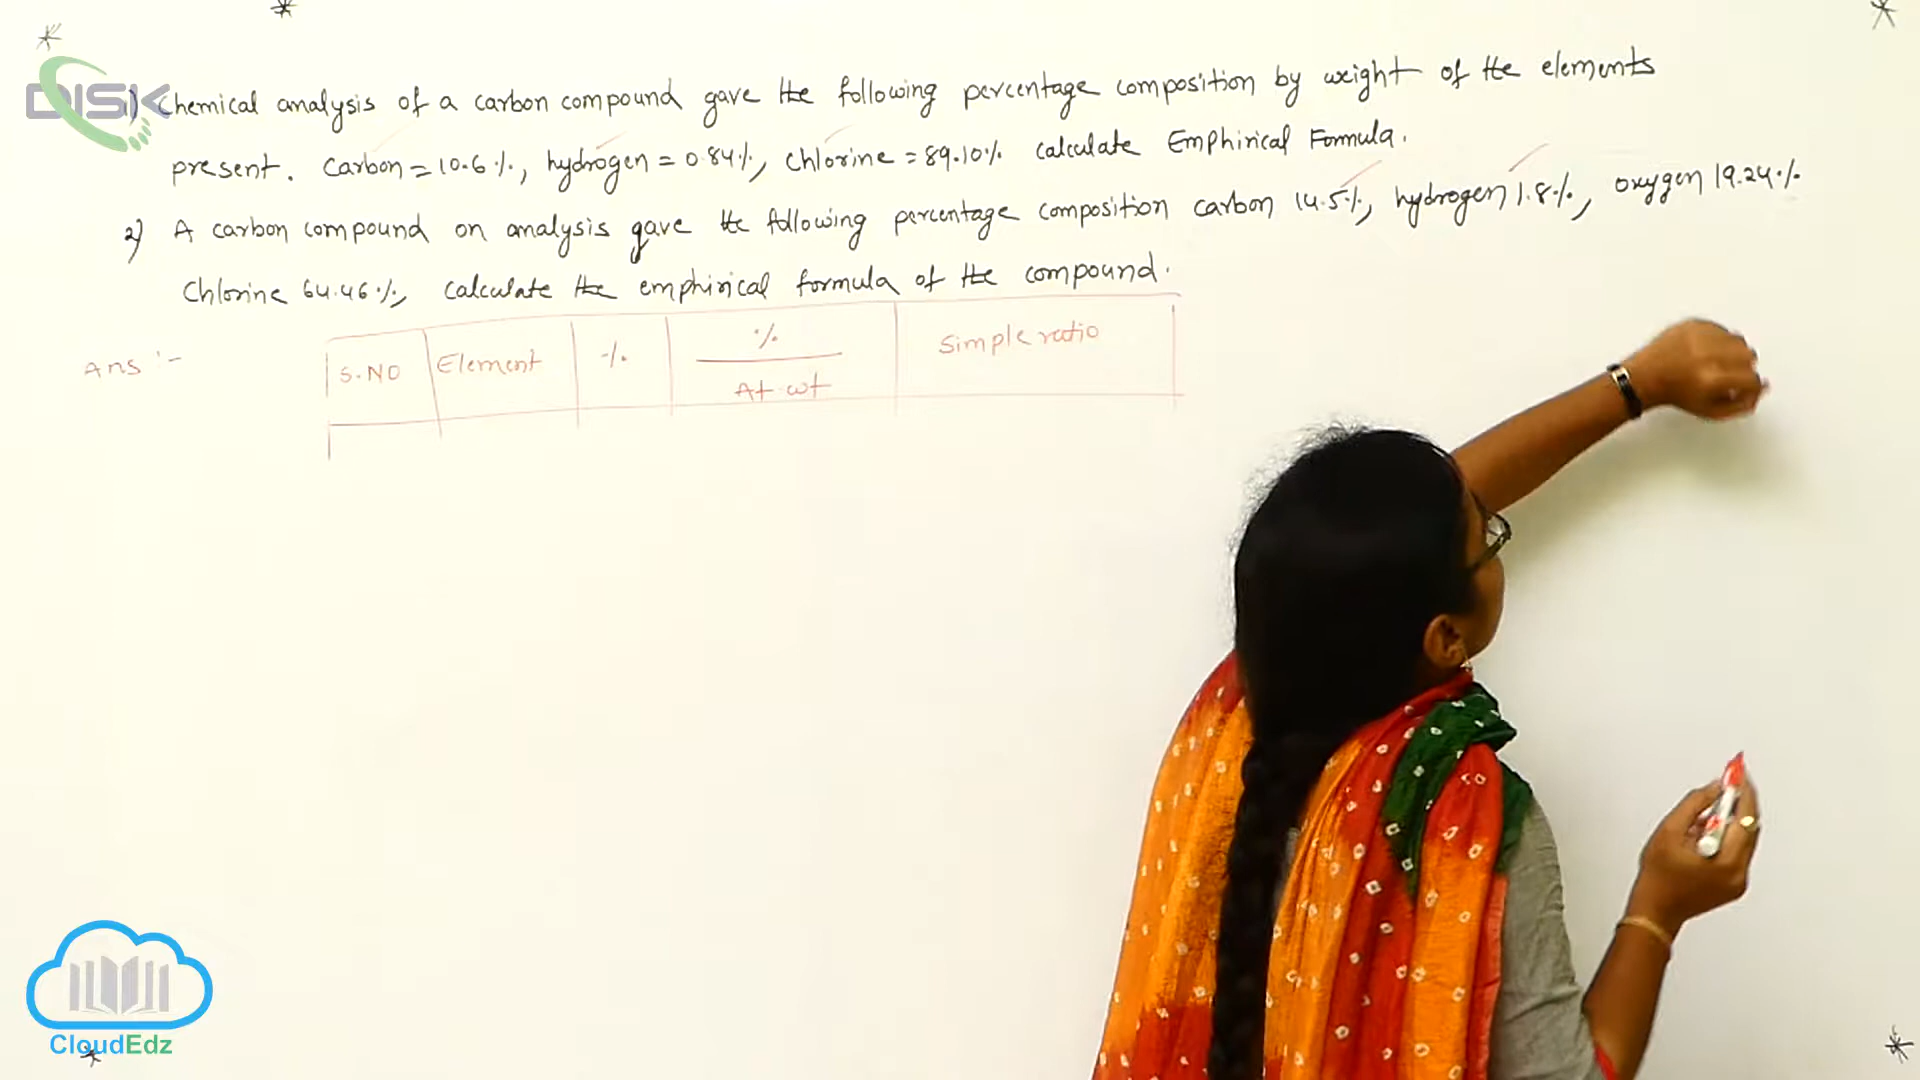 DISK
1) Chemical analysis of a carbon compound gave the following percentage composition by weight of the elements
present. Carbon = 10.6%, hydrogen = 0.84%, Chlorine = 89.10% calculate Emphirical Formula.
2) A carbon compound on analysis gave the following percentage composition carbon 14.5%, hydrogen 1.8%, oxygen 19.24%
Chlorine 64.46%, calculate the emphirical formula of the compound.
Ans :-
S.NO Element % % / At.wt Simple ratio
CloudEdz